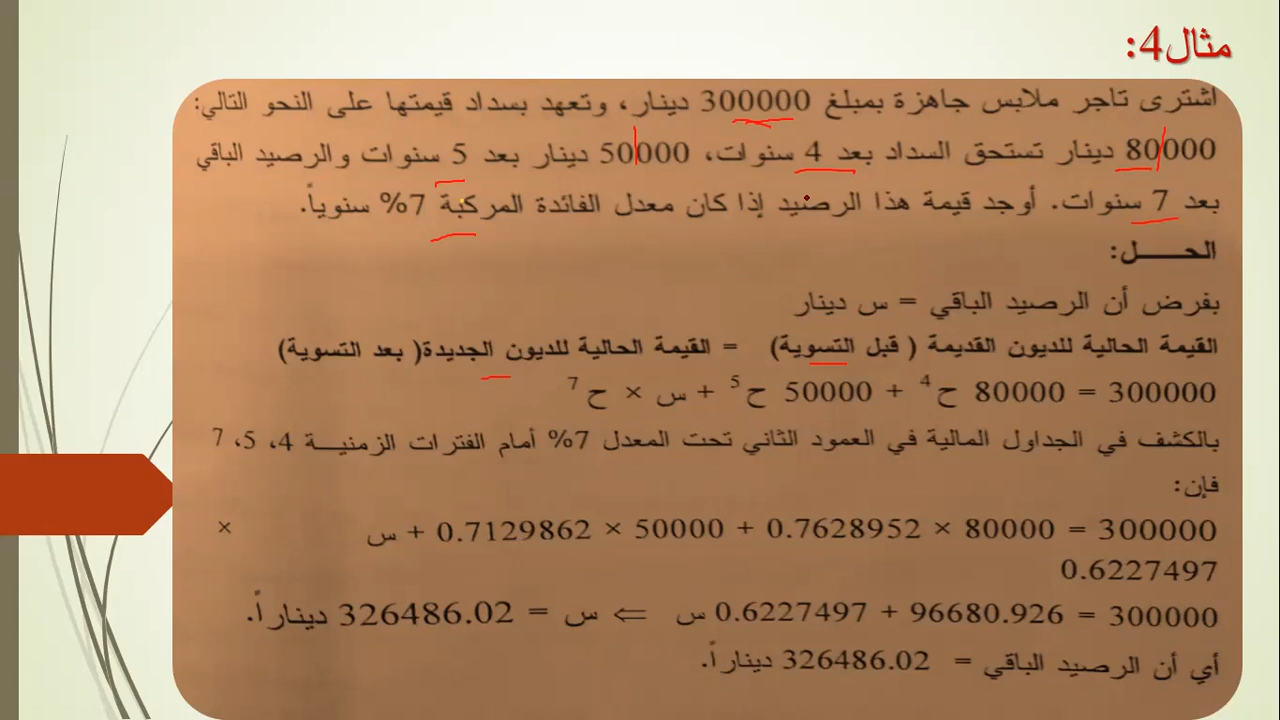 مثال4:
اشترى تاجر ملابس جاهزة بمبلغ 300000 دينار، وتعهد بسداد قيمتها على النحو التالي:
80000 دينار تستحق السداد بعد 4 سنوات، 50000 دينار بعد 5 سنوات والرصيد الباقي
بعد 7 سنوات. أوجد قيمة هذا الرصيد إذا كان معدل الفائدة المركبة 7% سنوياً.
الحــــــل:
بفرض أن الرصيد الباقي = س دينار
القيمة الحالية للديون القديمة ( قبل التسوية) = القيمة الحالية للديون الجديدة( بعد التسوية)
300000 = 80000 ح⁴ + 50000 ح⁵ + س × ح⁷
بالكشف في الجداول المالية في العمود الثاني تحت المعدل 7% أمام الفترات الزمنيـــة 4، 5، 7
فإن:
300000 = 80000 × 0.7628952 + 50000 × 0.7129862 + س ×
0.6227497
300000 = 96680.926 + 0.6227497 س ⇐ س = 326486.02 ديناراً.
أي أن الرصيد الباقي = 326486.02 ديناراً.